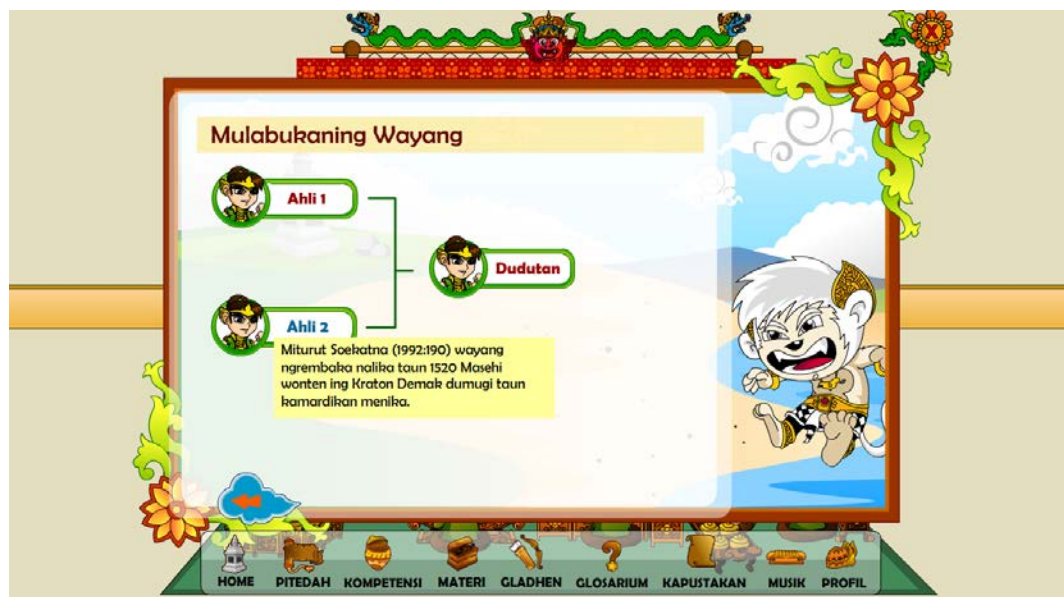 X
Mulabukaning Wayang
Ahli 1
Dudutan
Ahli 2
Miturut Soekatna (1992:190) wayang
ngrembaka nalika taun 1520 Masehi
wonten ing Kraton Demak dumugi taun
kamardikan menika.
HOME PITEDAH KOMPETENSI MATERI GLADHEN GLOSARIUM KAPUSTAKAN MUSIK PROFIL